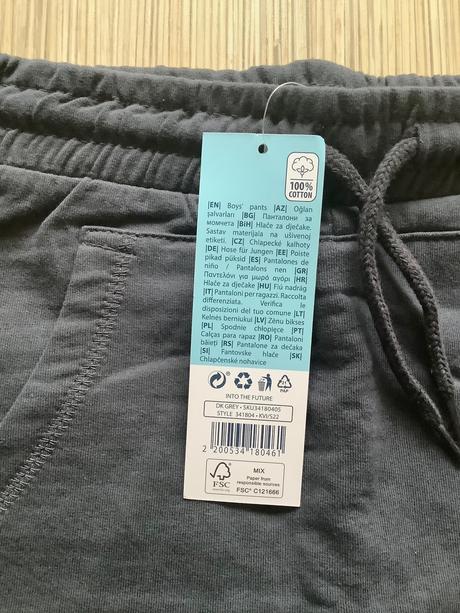 100%
COTTON
|EN| Boys' pants |AZ| Oğlan
şalvarları |BG| Панталони за
момчета |BiH| Hlače za dječake.
Sastav materijala na ušivenoj
etiketi. |CZ| Chlapecké kalhoty
|DE| Hose für Jungen |EE| Poiste
pikad püksid |ES| Pantalones de
niño / Pantalons nen |GR|
Παντελόνι για μωρό αγόρι |HR|
Hlače za dječake |HU| Fiú nadrág
|IT| Pantaloni per ragazzi. Raccolta
differenziata. Verifica le
disposizioni del tuo comune |LT|
Kelnės berniukui |LV| Zēnu bikses
|PL| Spodnie chłopięce |PT|
Calças para rapaz |RO| Pantaloni
băieți |RS| Pantalone za dečaka
|SI| Fantovske hlače |SK|
Chlapčenské nohavice
PAP
INTO THE FUTURE
DK GREY • SKU34180405
STYLE 341804 • KVI/S22
2 200534 180461
FSC
MIX
Paper from
responsible sources
FSC® C121666